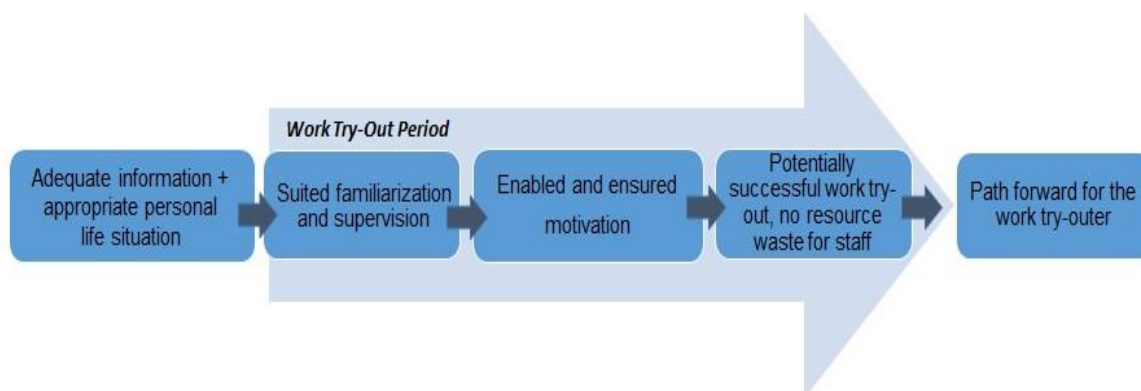 Work Try-Out Period
Adequate information +
appropriate personal
life situation
Suited familiarization
and supervision
Enabled and ensured
motivation
Potentially
successful work try-
out, no resource
waste for staff
Path forward for the
work try-outer